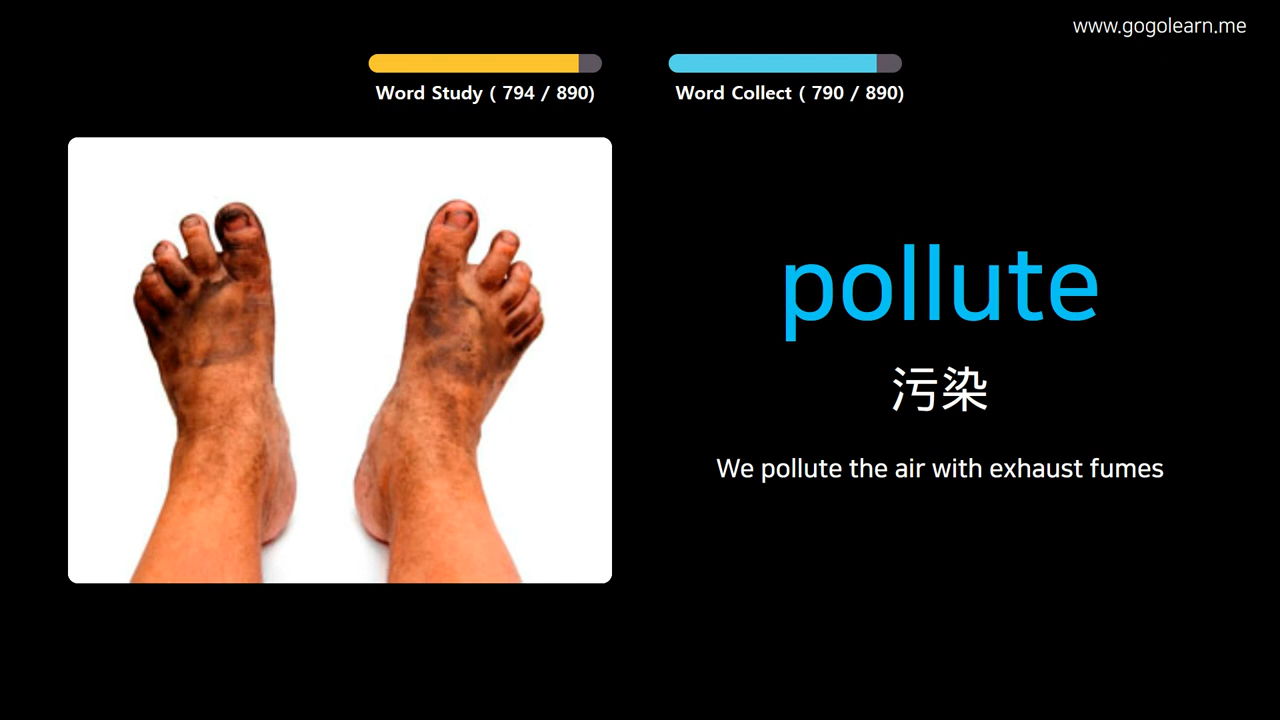 www.gogolearn.me
Word Study ( 794 / 890)
Word Collect ( 790 / 890)
pollute
污染
We pollute the air with exhaust fumes